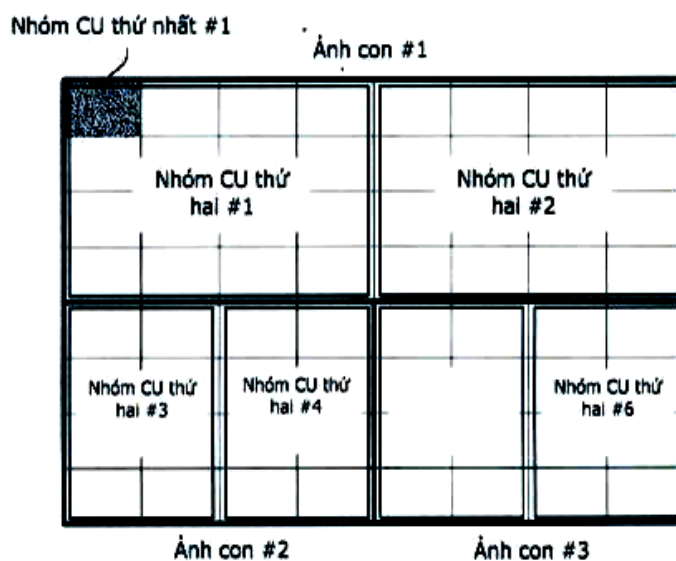 Nhóm CU thứ nhất #1
Ảnh con #1
Nhóm CU thứ
hai #1
Nhóm CU thứ
hai #2
Nhóm CU thứ
hai #3
Nhóm CU thứ
hai #4
Nhóm CU thứ
hai #6
Ảnh con #2
Ảnh con #3